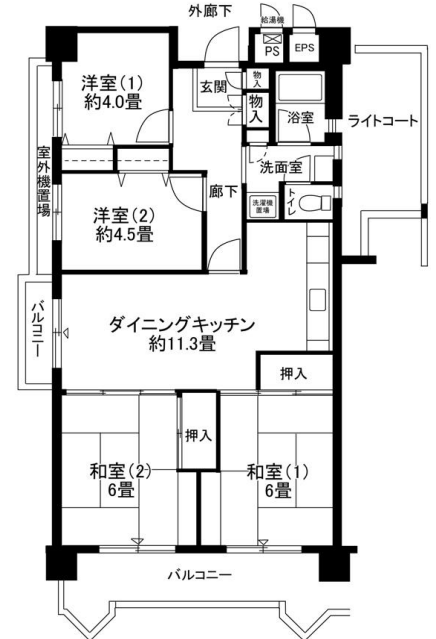 外廊下
給湯機
PS
EPS
洋室(1)
約4.0畳
玄関
物入
物入
浴室
ライトコート
室外機置場
洗面室
廊下
洗濯機
置場
トイレ
洋室(2)
約4.5畳
バルコニー
ダイニングキッチン
約11.3畳
押入
押入
和室(2)
6畳
和室(1)
6畳
バルコニー